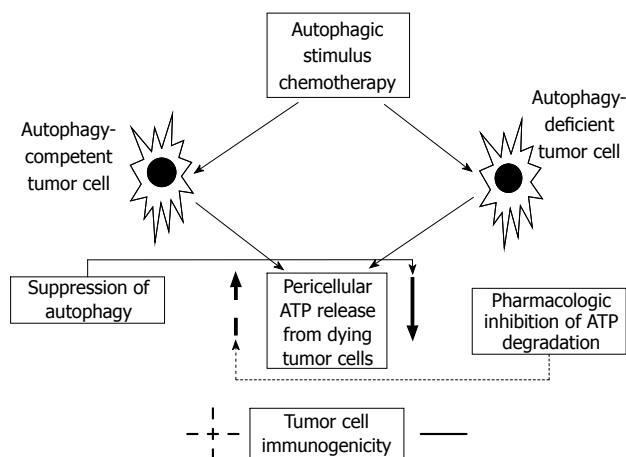 Autophagic
stimulus
chemotherapy
Autophagy-
competent
tumor cell
Autophagy-
deficient
tumor cell
Suppression of
autophagy
Pericellular
ATP release
from dying
tumor cells
Pharmacologic
inhibition of ATP
degradation
Tumor cell
immunogenicity